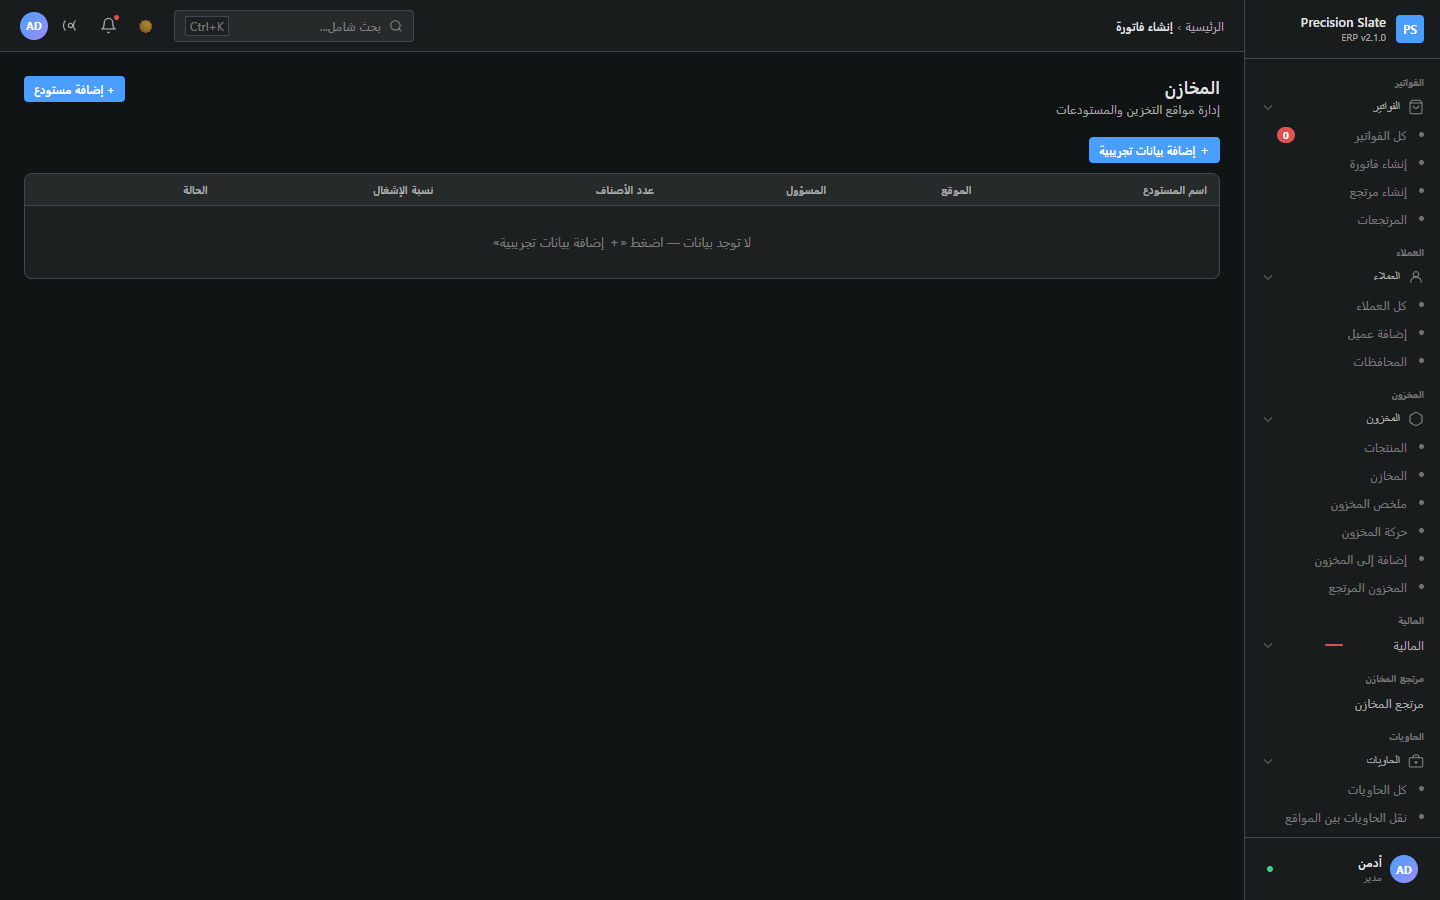 Precision Slate
ERP v2.1.0
PS
الفواتير
الفواتير
كل الفواتير
0
إنشاء فاتورة
إنشاء مرتجع
المرتجعات
العملاء
العملاء
كل العملاء
إضافة عميل
المحافظات
المخزون
المخزون
المنتجات
المخازن
ملخص المخزون
حركة المخزون
إضافة إلى المخزون
المخزون المرتجع
المالية
المالية
مرتجع المخازن
مرتجع المخازن
الحاويات
الحاويات
كل الحاويات
نقل الحاويات بين المواقع
أدمن
مدير
AD
الرئيسية › إنشاء فاتورة
بحث شامل...
Ctrl+K
AD
المخازن
إدارة مواقع التخزين والمستودعات
+ إضافة مستودع
+ إضافة بيانات تجريبية
اسم المستودع الموقع المسؤول عدد الأصناف نسبة الإشغال الحالة
لا توجد بيانات — اضغط «+ إضافة بيانات تجريبية»